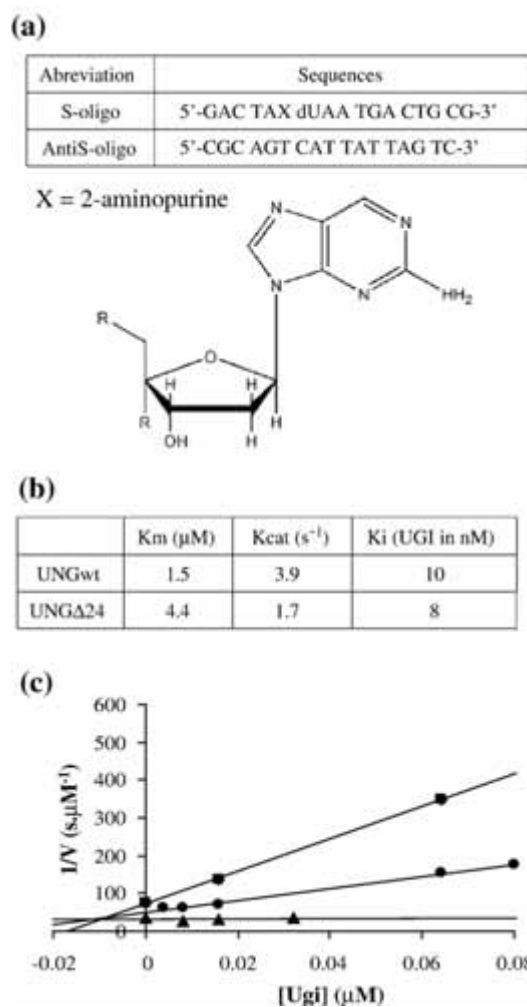 (a)
Abreviation Sequences
S-oligo 5'-GAC TAX dUAA TGA CTG CG-3'
AntiS-oligo 5'-CGC AGT CAT TAT TAG TC-3'
X = 2-aminopurine
N
N
N
N
HH₂
R
O
H
H
R
H
H
OH
H
(b)
Km (µM) Kcat (s⁻¹) Ki (UGI in nM)
UNGwt 1.5 3.9 10
UNGΔ24 4.4 1.7 8
(c)
600
500
400
300
200
100
0
1/V (s.µM⁻¹)
-0.02 0 0.02 0.04 0.06 0.08
[Ugi] (µM)